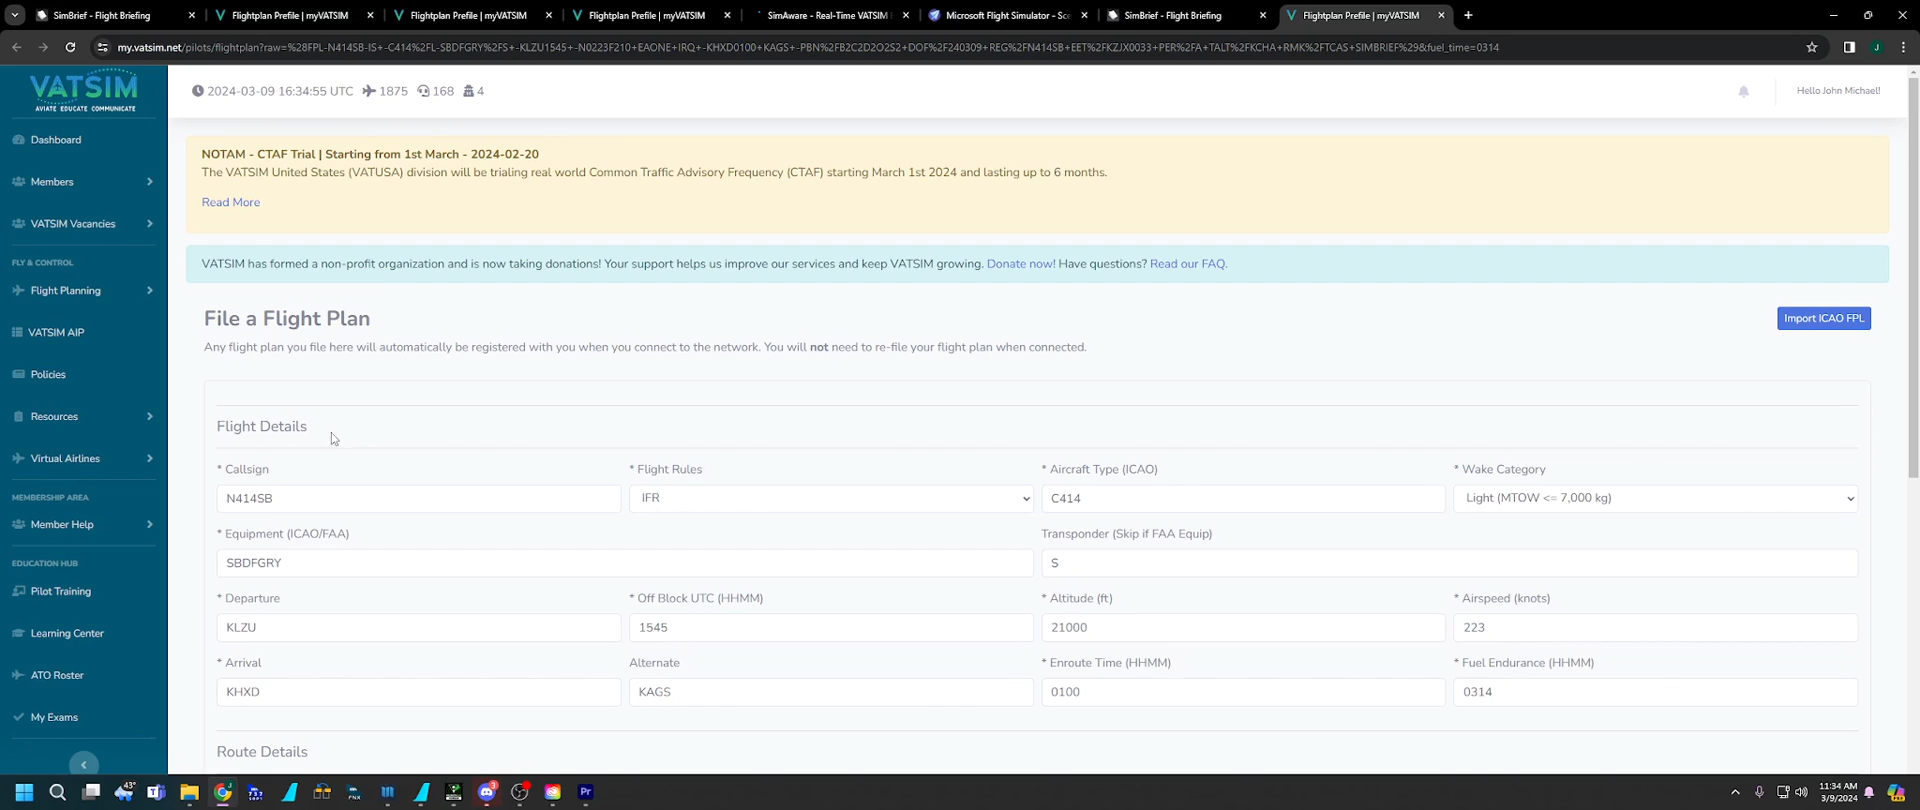 SimBrief - Flight Briefing
Flightplan Prefile | myVATSIM
Flightplan Prefile | myVATSIM
Flightplan Prefile | myVATSIM
SimAware - Real-Time VATSIM
Microsoft Flight Simulator - Sce
SimBrief - Flight Briefing
Flightplan Prefile | myVATSIM
my.vatsim.net/pilots/flightplan?raw=%28FPL-N414SB-IS+-C414%2FL-SBDFGRY%2FS+-KLZU1545+-N0223F210+EAONE+IRQ+-KHXD0100+KAGS+-PBN%2FB2C2D2O2S2+DOF%2F240309+REG%2FN414SB+EET%2FKZJX0033+PER%2FA+TALT%2FKCHA+RMK%2FTCAS+SIMBRIEF%29&fuel_time=0314
J
VATSIM
AVIATE EDUCATE COMMUNICATE
2024-03-09 16:34:55 UTC 1875 168 4
Hello John Michael!
Dashboard
Members
VATSIM Vacancies
FLY & CONTROL
Flight Planning
VATSIM AIP
Policies
Resources
Virtual Airlines
MEMBERSHIP AREA
Member Help
EDUCATION HUB
Pilot Training
Learning Center
ATO Roster
My Exams
NOTAM - CTAF Trial | Starting from 1st March - 2024-02-20
The VATSIM United States (VATUSA) division will be trialing real world Common Traffic Advisory Frequency (CTAF) starting March 1st 2024 and lasting up to 6 months.
Read More
VATSIM has formed a non-profit organization and is now taking donations! Your support helps us improve our services and keep VATSIM growing. Donate now! Have questions? Read our FAQ.
File a Flight Plan
Import ICAO FPL
Any flight plan you file here will automatically be registered with you when you connect to the network. You will not need to re-file your flight plan when connected.
Flight Details
* Callsign * Flight Rules * Aircraft Type (ICAO) * Wake Category
N414SB IFR C414 Light (MTOW <= 7,000 kg)
* Equipment (ICAO/FAA) Transponder (Skip if FAA Equip)
SBDFGRY S
* Departure * Off Block UTC (HHMM) * Altitude (ft) * Airspeed (knots)
KLZU 1545 21000 223
* Arrival Alternate * Enroute Time (HHMM) * Fuel Endurance (HHMM)
KHXD KAGS 0100 0314
Route Details
43°
3
Pr
11:34 AM
3/9/2024